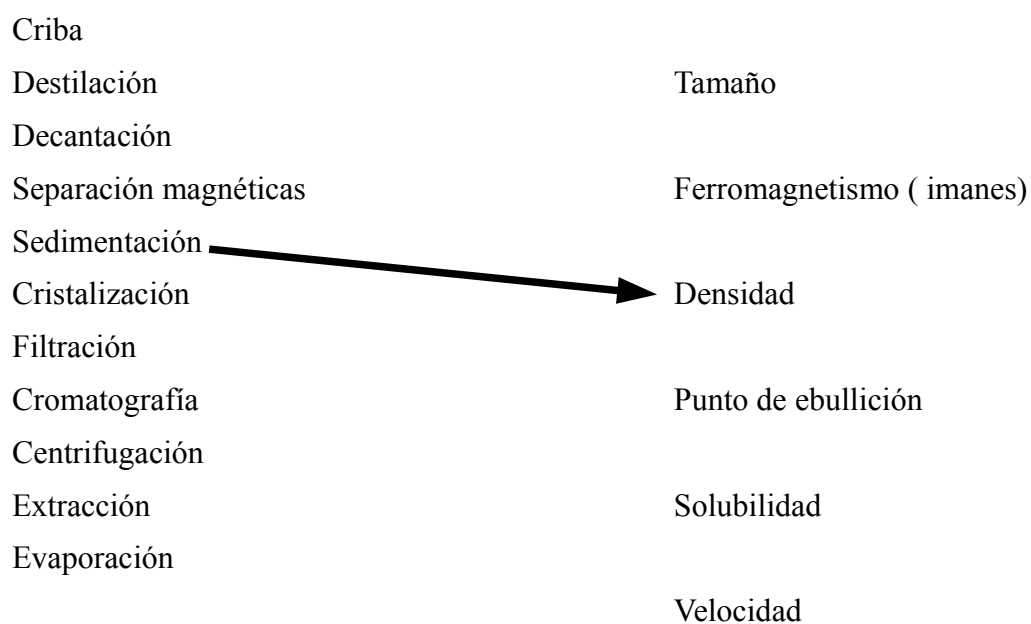 Criba
Destilación
Tamaño
Decantación
Separación magnéticas
Ferromagnetismo ( imanes)
Sedimentación
Cristalización
Densidad
Filtración
Cromatografía
Punto de ebullición
Centrifugación
Extracción
Solubilidad
Evaporación
Velocidad